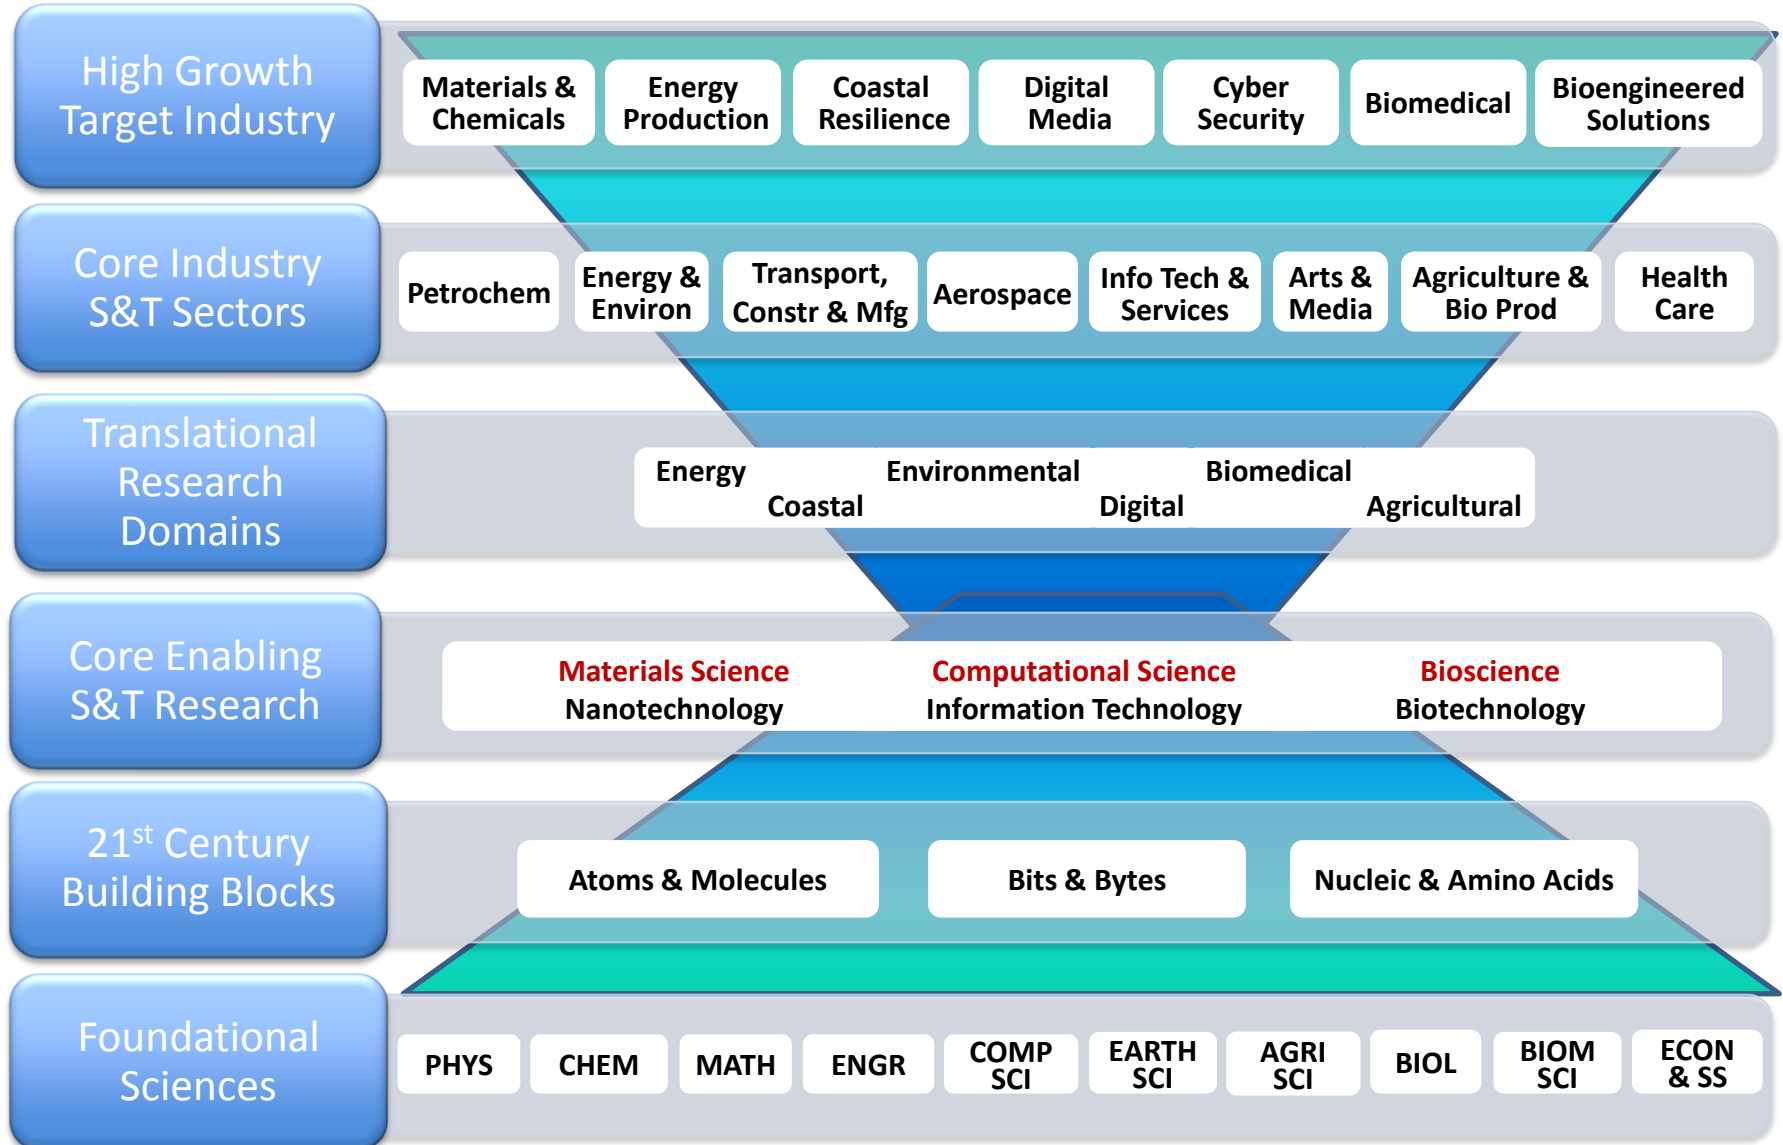 High Growth
Target Industry
Materials &
Chemicals
Energy
Production
Coastal
Resilience
Digital
Media
Cyber
Security
Biomedical
Bioengineered
Solutions
Core Industry
S&T Sectors
Petrochem
Energy &
Environ
Transport,
Constr & Mfg
Aerospace
Info Tech &
Services
Arts &
Media
Agriculture &
Bio Prod
Health
Care
Translational
Research
Domains
Energy
Coastal
Environmental
Digital
Biomedical
Agricultural
Core Enabling
S&T Research
Materials Science
Nanotechnology
Computational Science
Information Technology
Bioscience
Biotechnology
21st Century
Building Blocks
Atoms & Molecules
Bits & Bytes
Nucleic & Amino Acids
Foundational
Sciences
PHYS
CHEM
MATH
ENGR
COMP
SCI
EARTH
SCI
AGRI
SCI
BIOL
BIOM
SCI
ECON
& SS